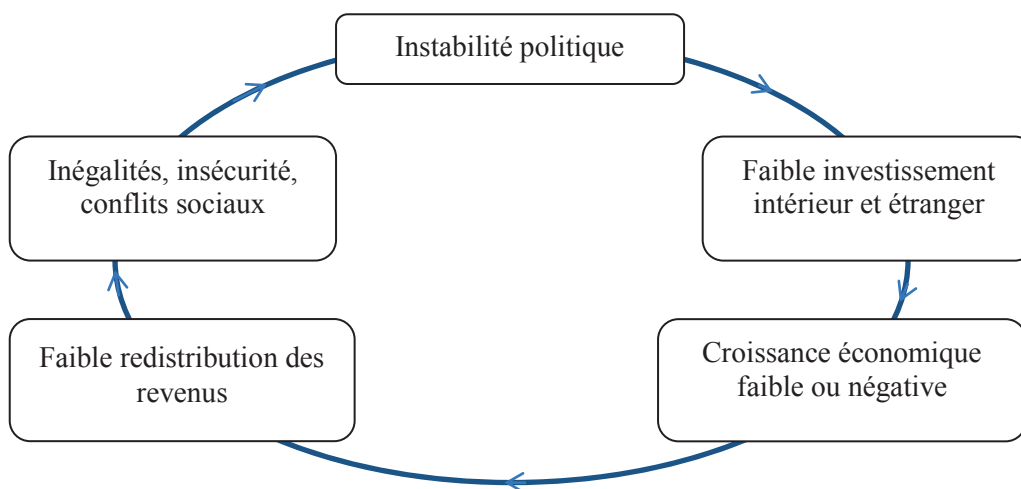 Instabilité politique
Inégalités, insécurité,
conflits sociaux
Faible investissement
intérieur et étranger
Faible redistribution des
revenus
Croissance économique
faible ou négative